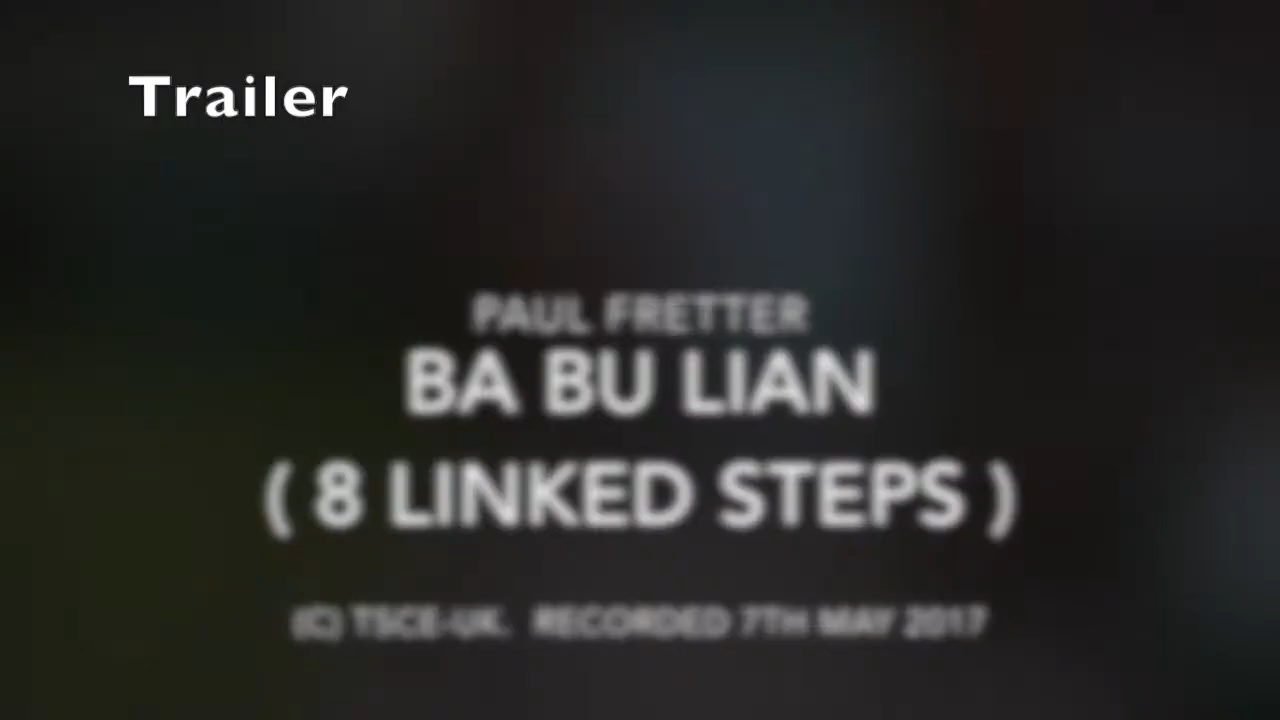 Trailer
PAUL FRETTER
BA BU LIAN
( 8 LINKED STEPS )
(C) TSCE-UK. RECORDED 7TH MAY 2017